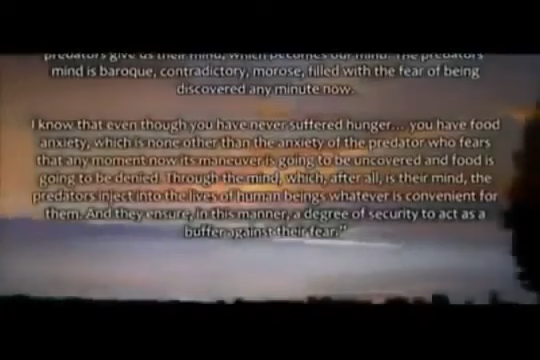 predators give us their mind, which becomes our mind. The predators
mind is baroque, contradictory, morose, filled with the fear of being
discovered any minute now.
I know that even though you have never suffered hunger... you have food
anxiety, which is none other than the anxiety of the predator who fears
that any moment now its maneuver is going to be uncovered and food is
going to be denied. Through the mind, which, after all, is their mind, the
predators inject into the lives of human beings whatever is convenient for
them. And they ensure, in this manner, a degree of security to act as a
buffer against their fear."